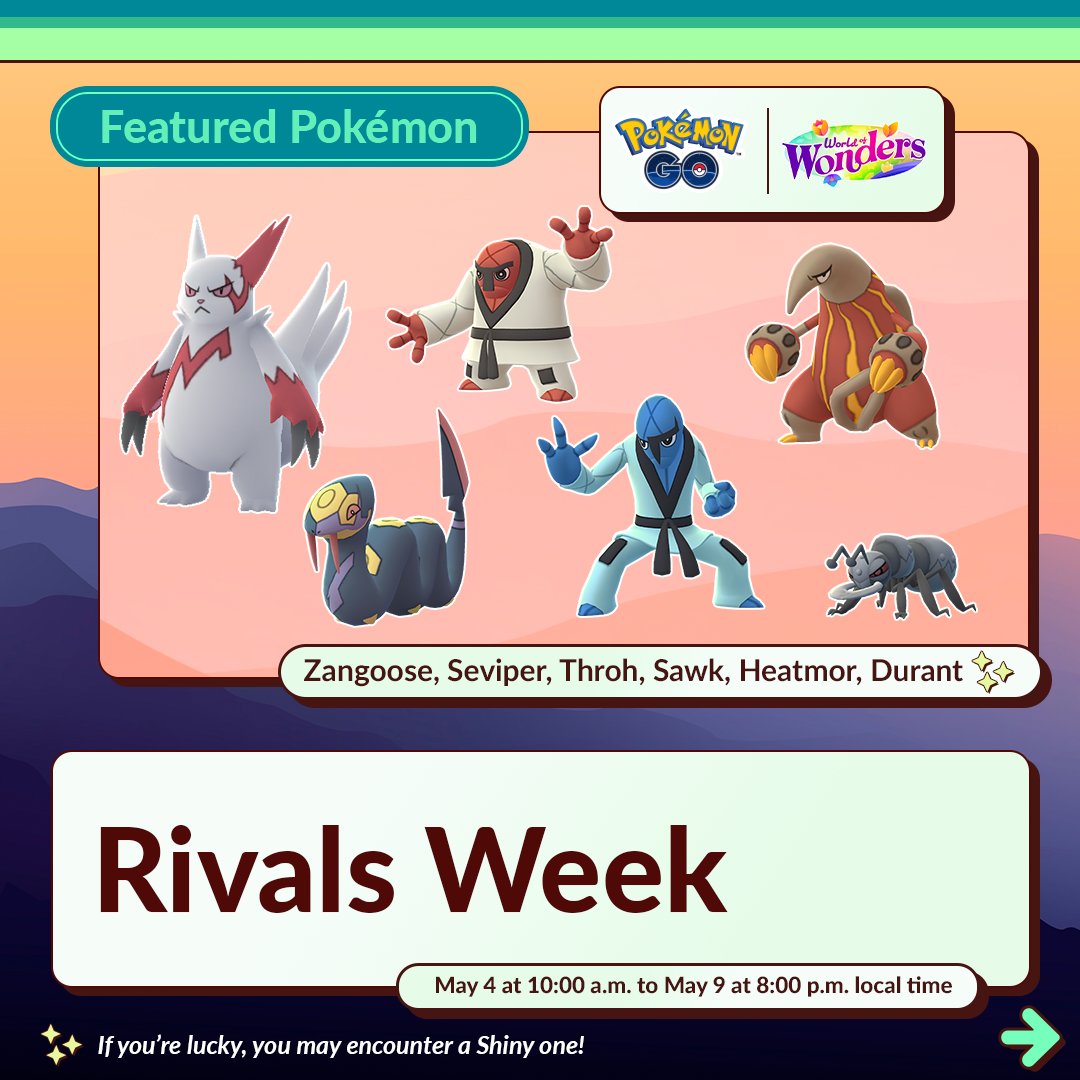 Featured Pokémon
POKÉMON
GO
World of
Wonders
Zangoose, Seviper, Throh, Sawk, Heatmor, Durant
Rivals Week
May 4 at 10:00 a.m. to May 9 at 8:00 p.m. local time
If you’re lucky, you may encounter a Shiny one!